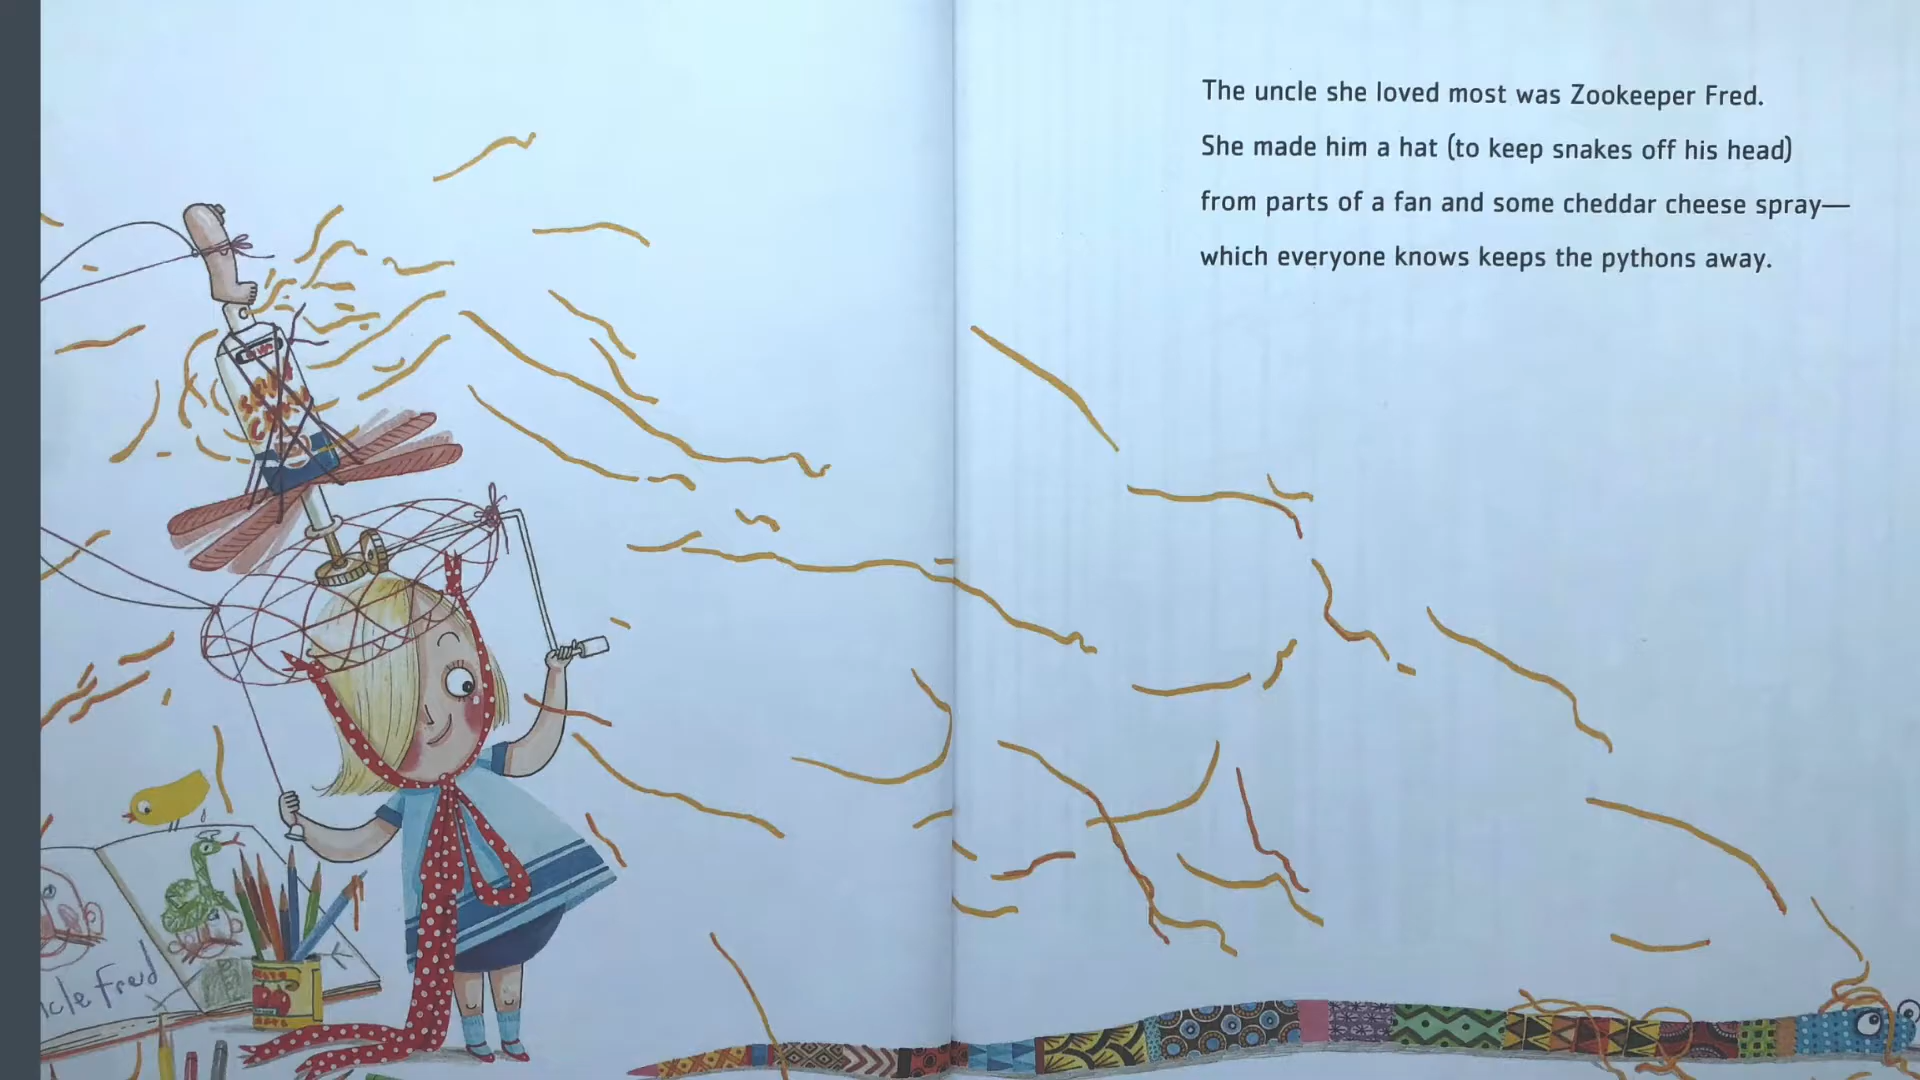 The uncle she loved most was Zookeeper Fred.
She made him a hat (to keep snakes off his head)
from parts of a fan and some cheddar cheese spray—
which everyone knows keeps the pythons away.
Fred